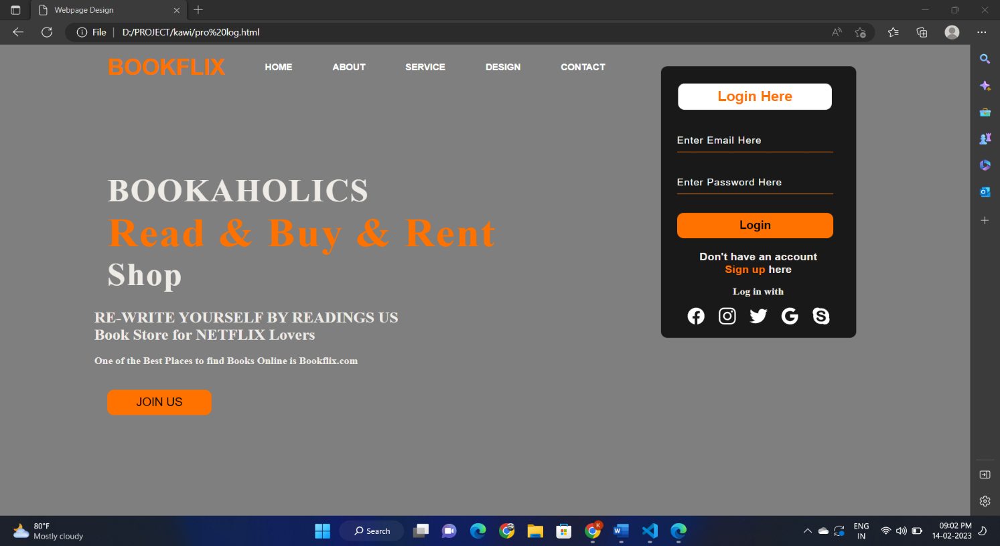 Webpage Design
File
D:/PROJECT/kawi/pro%20log.html
BOOKFLIX
HOME
ABOUT
SERVICE
DESIGN
CONTACT
BOOKAHOLICS
Read & Buy & Rent
Shop
RE-WRITE YOURSELF BY READINGS US
Book Store for NETFLIX Lovers
One of the Best Places to find Books Online is Bookflix.com
JOIN US
Login Here
Enter Email Here
Enter Password Here
Login
Don't have an account
Sign up here
Log in with
80°F
Mostly cloudy
Search
ENG
IN
09:02 PM
14-02-2023